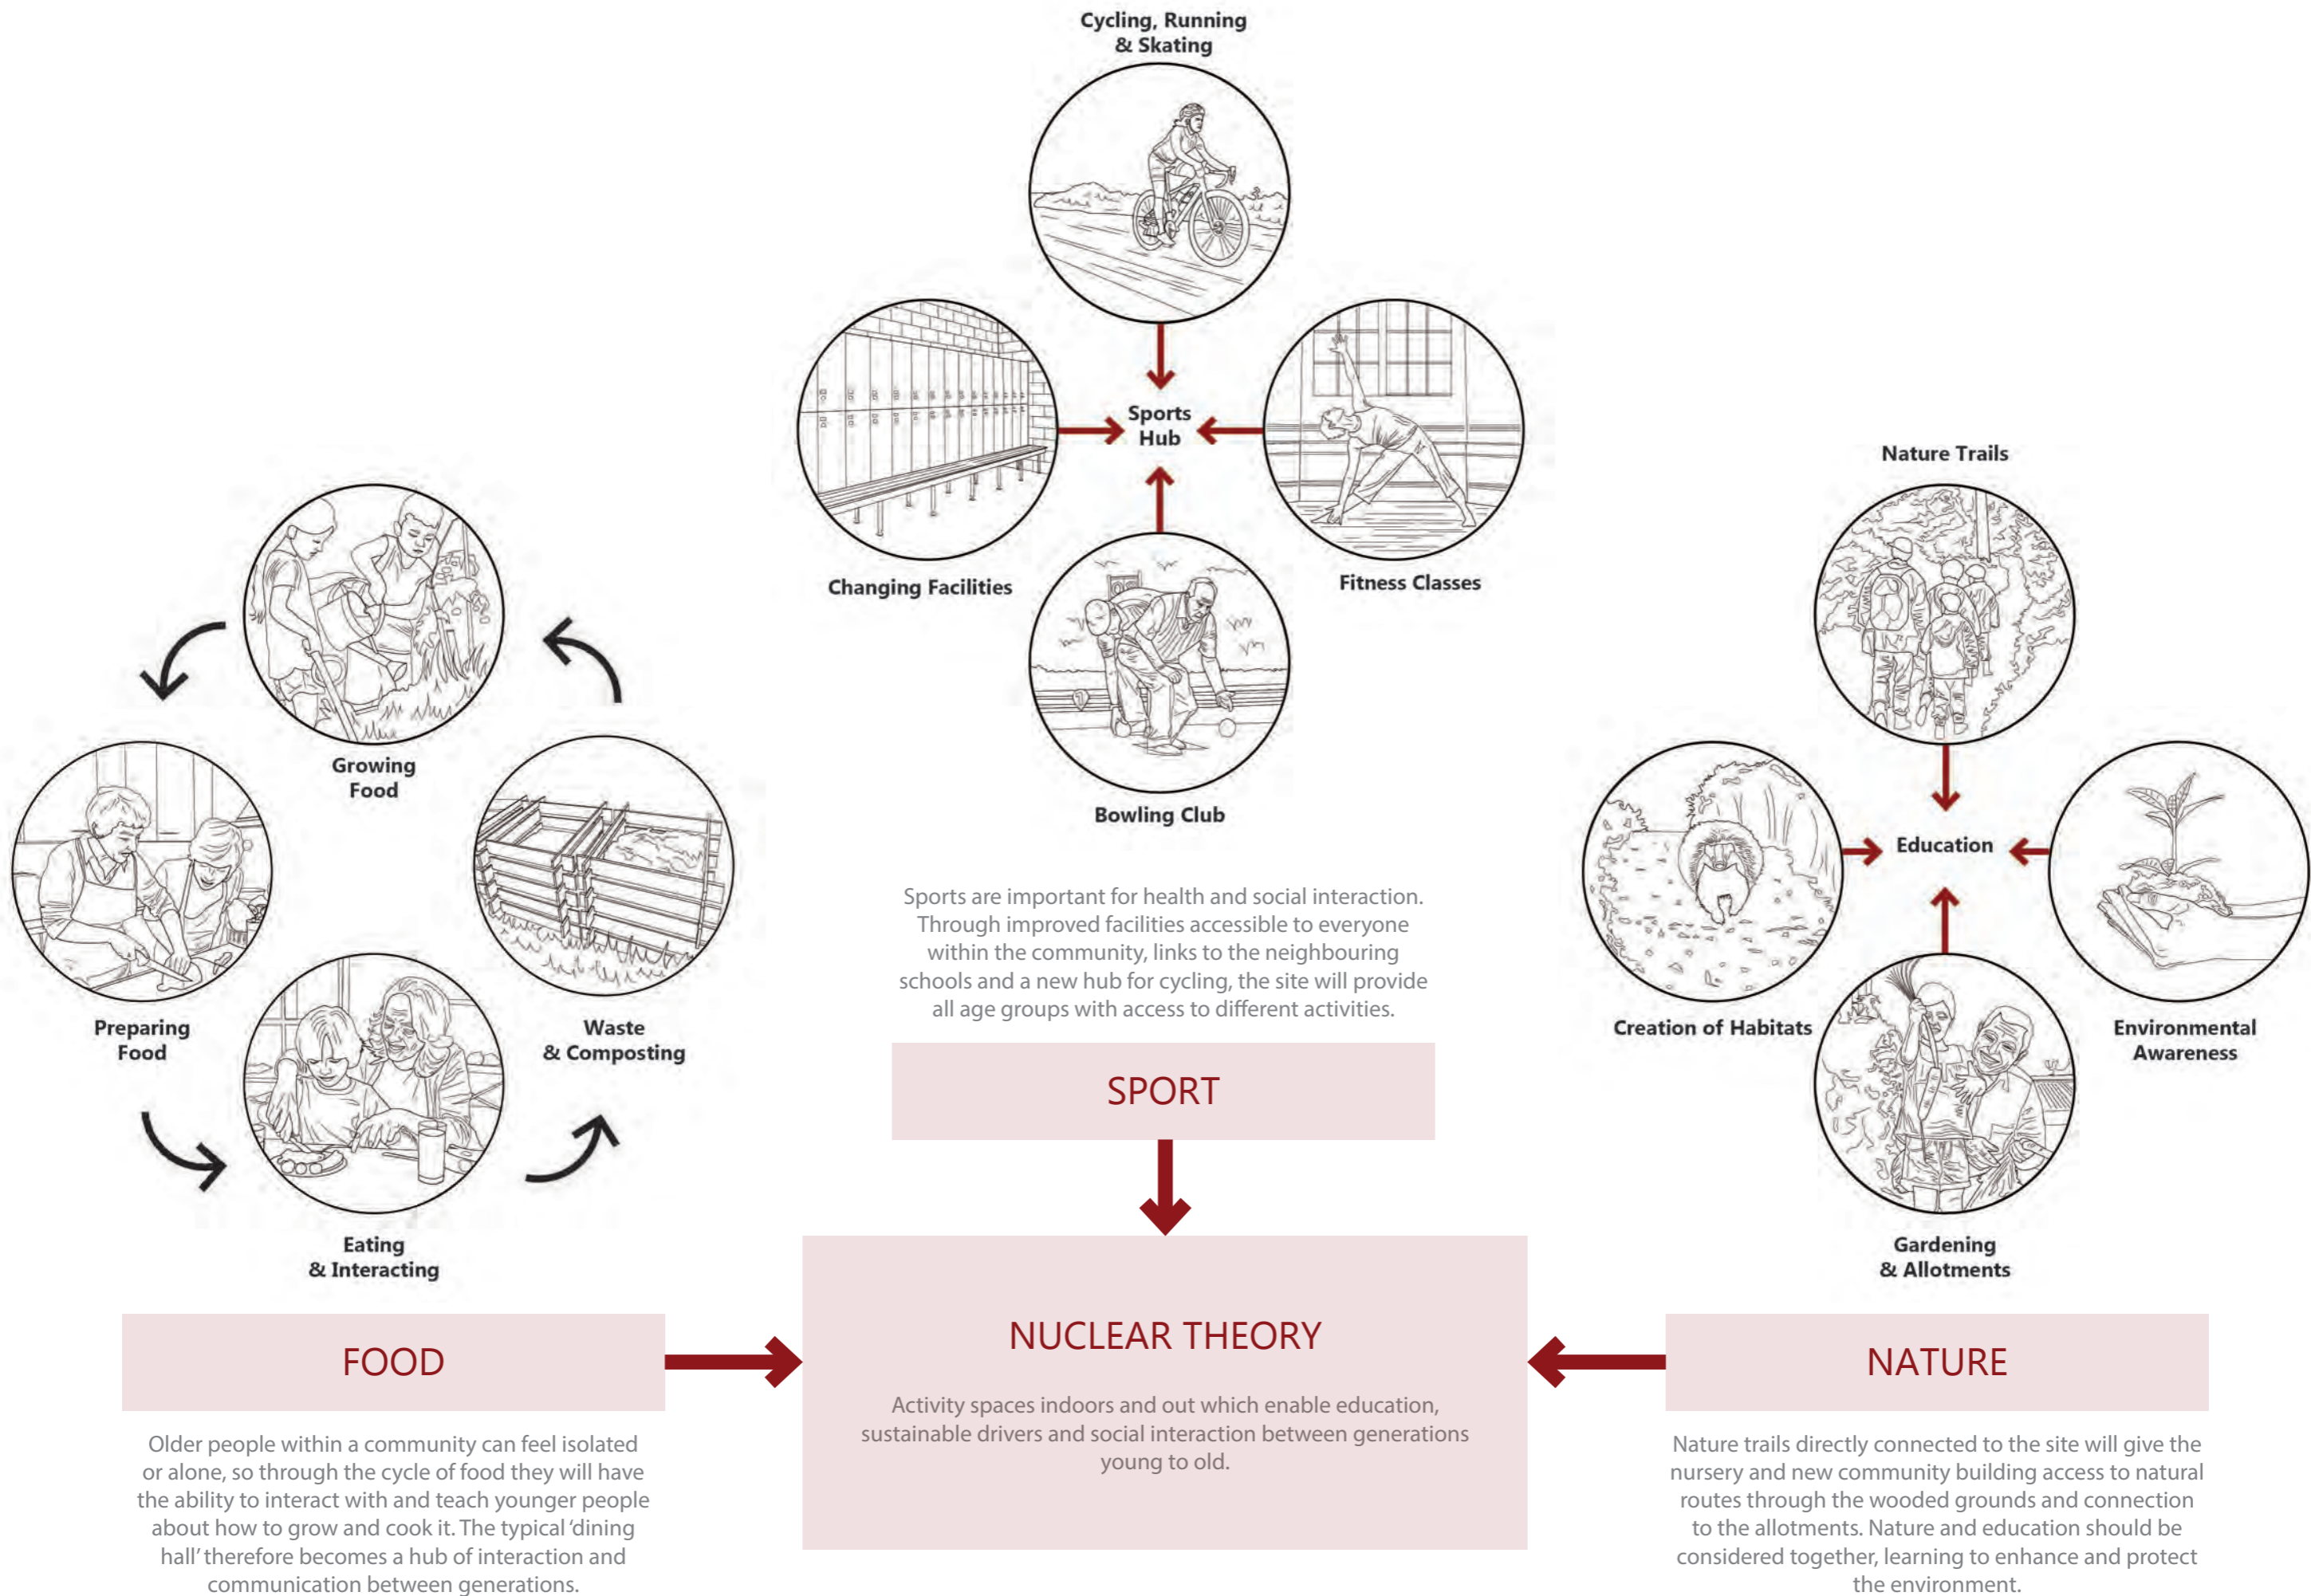 Cycling, Running
& Skating
Sports
Hub
Changing Facilities
Fitness Classes
Bowling Club
Sports are important for health and social interaction.
Through improved facilities accessible to everyone
within the community, links to the neighbouring
schools and a new hub for cycling, the site will provide
all age groups with access to different activities.
SPORT
Growing
Food
Preparing
Food
Waste
& Composting
Eating
& Interacting
FOOD
Older people within a community can feel isolated
or alone, so through the cycle of food they will have
the ability to interact with and teach younger people
about how to grow and cook it. The typical ‘dining
hall’ therefore becomes a hub of interaction and
communication between generations.
NUCLEAR THEORY
Activity spaces indoors and out which enable education,
sustainable drivers and social interaction between generations
young to old.
Nature Trails
Education
Creation of Habitats
Environmental
Awareness
Gardening
& Allotments
NATURE
Nature trails directly connected to the site will give the
nursery and new community building access to natural
routes through the wooded grounds and connection
to the allotments. Nature and education should be
considered together, learning to enhance and protect
the environment.